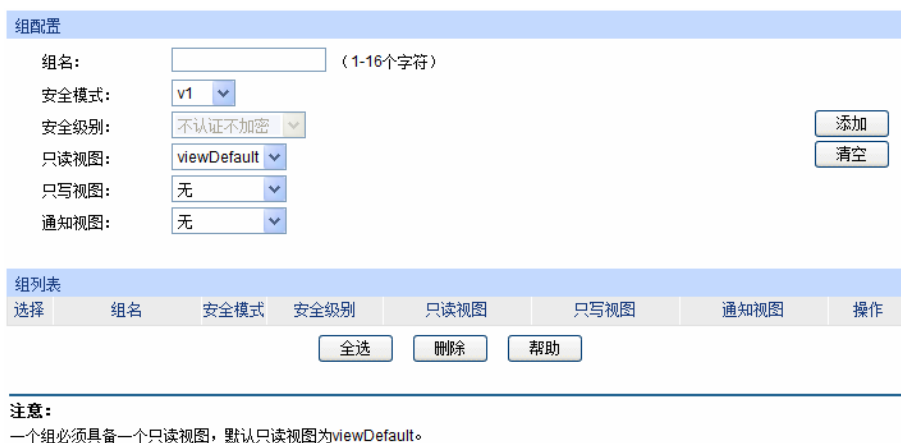 组配置
组名： （1-16个字符）
安全模式： v1
安全级别： 不认证不加密
添加
只读视图： viewDefault
清空
只写视图： 无
通知视图： 无
组列表
选择 组名 安全模式 安全级别 只读视图 只写视图 通知视图 操作
全选 删除 帮助
注意：
一个组必须具备一个只读视图，默认只读视图为viewDefault。